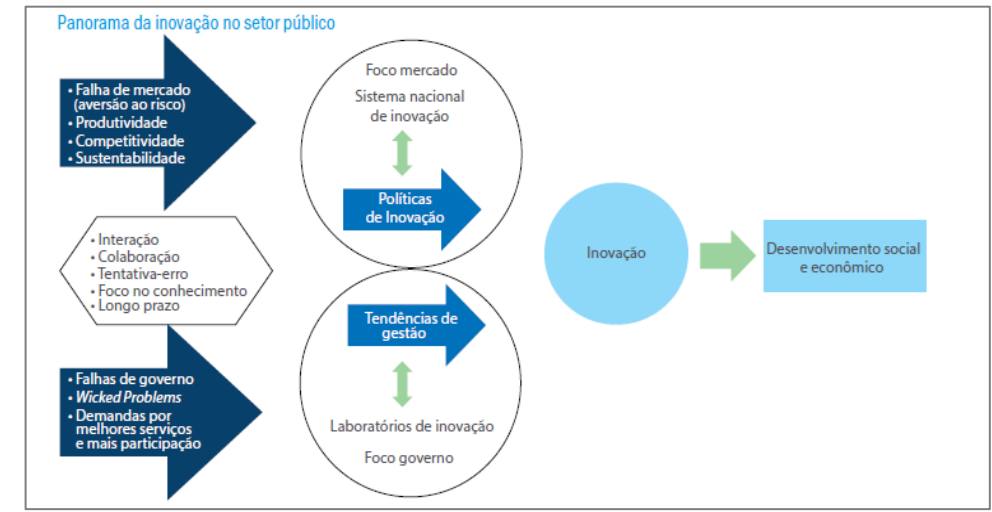 Panorama da inovação no setor público
• Falha de mercado
(aversão ao risco)
• Produtividade
• Competitividade
• Sustentabilidade
Foco mercado
Sistema nacional
de inovação
Políticas
de Inovação
• Interação
• Colaboração
• Tentativa-erro
• Foco no conhecimento
• Longo prazo
Inovação
Desenvolvimento social
e econômico
Tendências de
gestão
• Falhas de governo
• Wicked Problems
• Demandas por
melhores serviços
e mais participação
Laboratórios de inovação
Foco governo